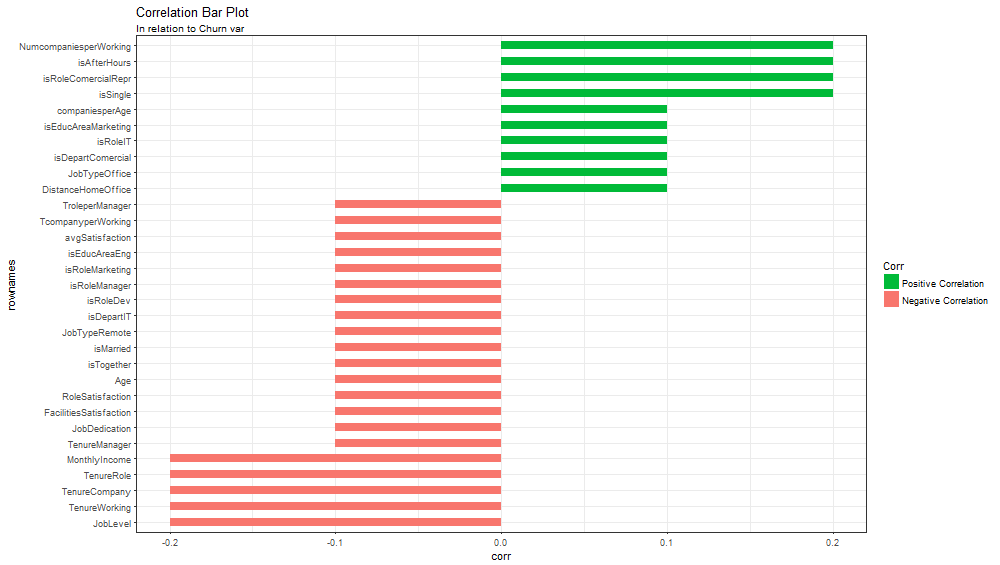 Correlation Bar Plot
In relation to Churn var
NumcompaniesperWorking
isAfterHours
isRoleComercialRepr
isSingle
companiesperAge
isEducAreaMarketing
isRoleIT
isDepartComercial
JobTypeOffice
DistanceHomeOffice
TroleperManager
TcompanyperWorking
avgSatisfaction
isEducAreaEng
isRoleMarketing
isRoleManager
isRoleDev
isDepartIT
JobTypeRemote
isMarried
isTogether
Age
RoleSatisfaction
FacilitiesSatisfaction
JobDedication
TenureManager
MonthlyIncome
TenureRole
TenureCompany
TenureWorking
JobLevel
rownames
-0.2 -0.1 0.0 0.1 0.2
corr
Corr
Positive Correlation
Negative Correlation